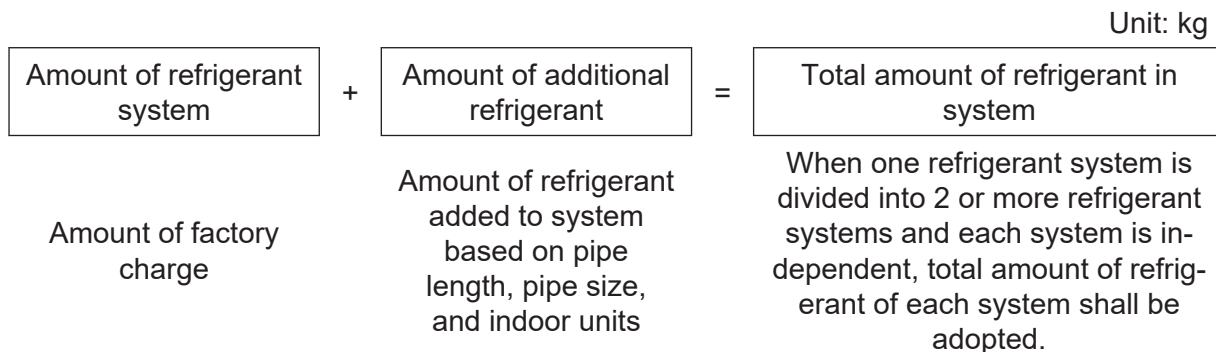 Unit: kg
Amount of refrigerant
system
+
Amount of additional
refrigerant
=
Total amount of refrigerant in
system
Amount of factory
charge
Amount of refrigerant
added to system
based on pipe
length, pipe size,
and indoor units
When one refrigerant system is
divided into 2 or more refrigerant
systems and each system is in-
dependent, total amount of refrig-
erant of each system shall be
adopted.